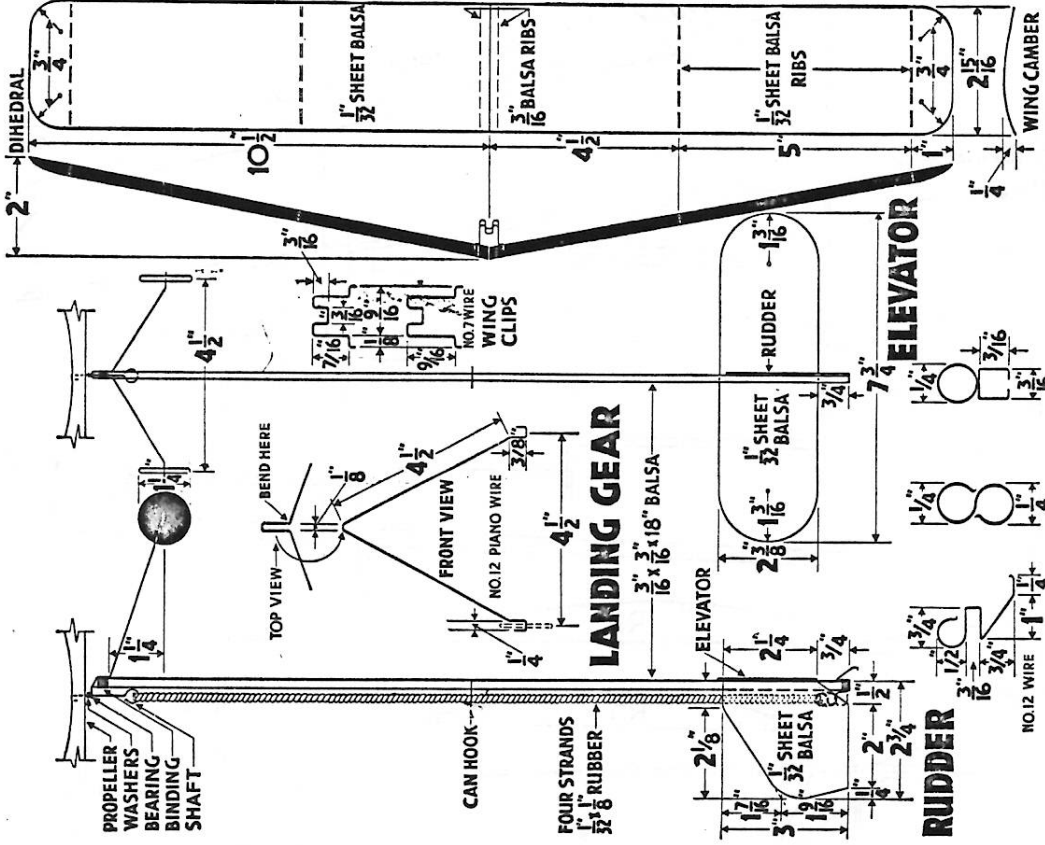 DIHEDRAL
2"
3/4"
10 1/2"
1/32" SHEET BALSA
3/16" BALSA RIBS
4 1/2"
1/32" SHEET BALSA
RIBS
5"
3/4"
1"
2 15/16"
1/4"
WING CAMBER
4 1/2"
1 1/4"
3/16"
7/16"
3/16"
9/16"
1/8"
9/16"
NO.7 WIRE
WING
CLIPS
RUDDER
1/32" SHEET
BALSA
3/4"
7 3/4"
1 3/16"
1 3/16"
2 3/8"
ELEVATOR
1/4"
3/16"
3/16"
1/4"
1/4"
BEND HERE
TOP VIEW
1/8"
4 1/2"
FRONT VIEW
3/8"
NO.12 PIANO WIRE
4 1/2"
1/4"
LANDING GEAR
3/16" x 3/16" x 18" BALSA
1 1/4"
PROPELLER
WASHERS
BEARING
BINDING
SHAFT
CAN HOOK
FOUR STRANDS
1/32" x 1/8" RUBBER
ELEVATOR
2 1/4"
3/4"
1/2"
2 1/8"
1/32" SHEET
BALSA
2"
2 3/4"
1/4"
1 7/16"
1 9/16"
3"
RUDDER
3/4"
1/2"
3/16"
3/4"
1"
1/4"
NO.12 WIRE